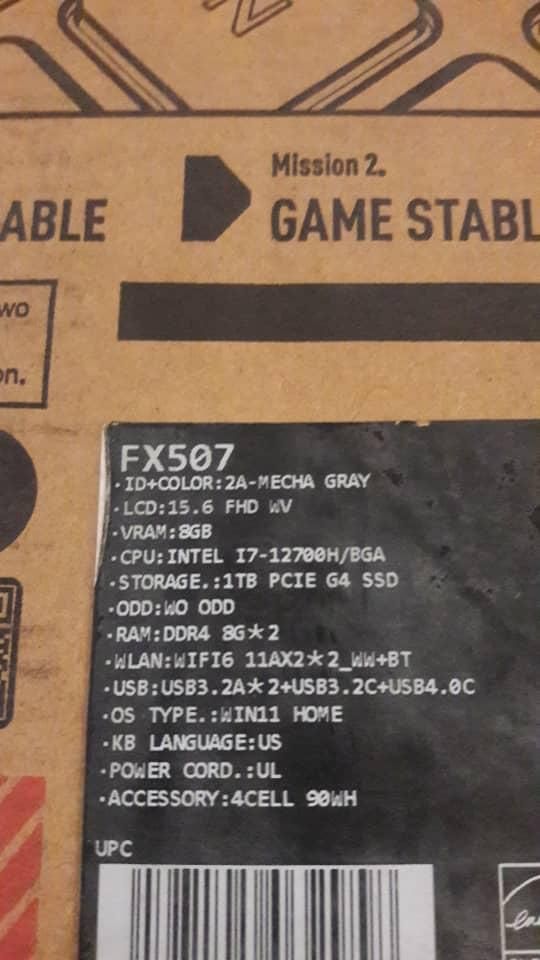 Mission 2.
ABLE
GAME STABL
wo
on.
FX507
·ID+COLOR:2A-MECHA GRAY
·LCD:15.6 FHD WV
·VRAM:8GB
·CPU:INTEL I7-12700H/BGA
·STORAGE.:1TB PCIE G4 SSD
·ODD:WO ODD
·RAM:DDR4 8G*2
·WLAN:WIFI6 11AX2*2_WW+BT
·USB:USB3.2A*2+USB3.2C+USB4.0C
·OS TYPE.:WIN11 HOME
·KB LANGUAGE:US
·POWER CORD.:UL
·ACCESSORY:4CELL 90WH
UPC